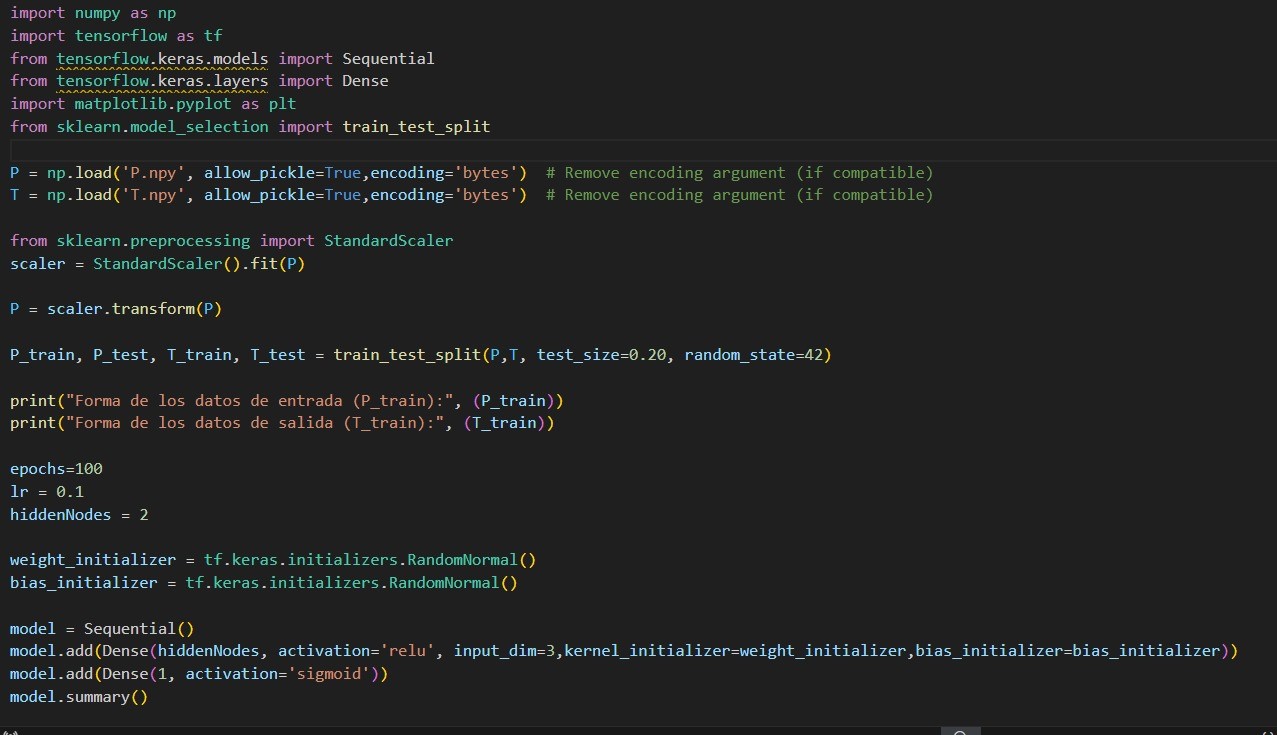 import numpy as np
import tensorflow as tf
from tensorflow.keras.models import Sequential
from tensorflow.keras.layers import Dense
import matplotlib.pyplot as plt
from sklearn.model_selection import train_test_split
P = np.load('P.npy', allow_pickle=True,encoding='bytes')  # Remove encoding argument (if compatible)
T = np.load('T.npy', allow_pickle=True,encoding='bytes')  # Remove encoding argument (if compatible)
from sklearn.preprocessing import StandardScaler
scaler = StandardScaler().fit(P)
P = scaler.transform(P)
P_train, P_test, T_train, T_test = train_test_split(P,T, test_size=0.20, random_state=42)
print("Forma de los datos de entrada (P_train):", (P_train))
print("Forma de los datos de salida (T_train):", (T_train))
epochs=100
lr = 0.1
hiddenNodes = 2
weight_initializer = tf.keras.initializers.RandomNormal()
bias_initializer = tf.keras.initializers.RandomNormal()
model = Sequential()
model.add(Dense(hiddenNodes, activation='relu', input_dim=3,kernel_initializer=weight_initializer,bias_initializer=bias_initializer))
model.add(Dense(1, activation='sigmoid'))
model.summary()